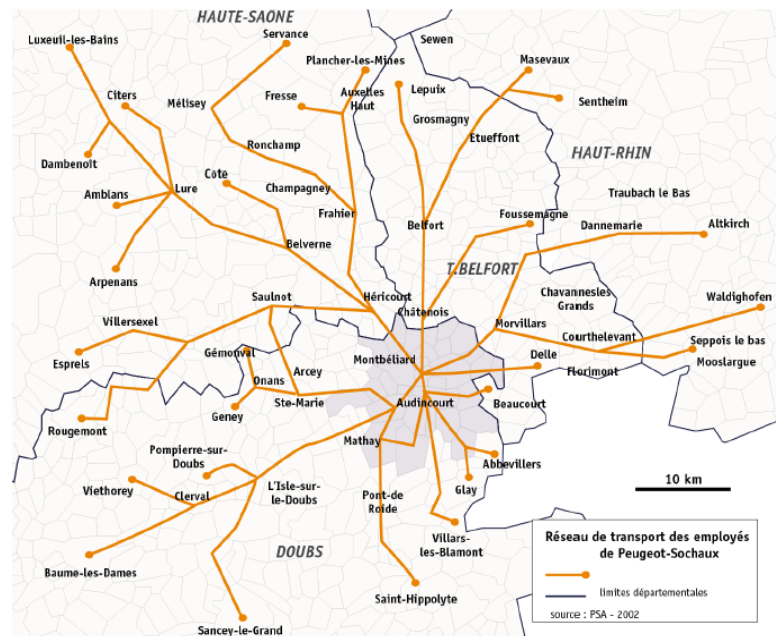 HAUTE-SAÔNE
Luxeuil-les-Bains
Servance
Sewen
Plancher-les-Mines
Masevaux
Citers
Mélisey
Fresse
Auxelles
Haut
Lepuix
Sentheim
Grosmagny
Etueffont
HAUT-RHIN
Ronchamp
Dambenoît
Côte
Lure
Champagney
Amblans
Traubach le Bas
Frahier
Foussemagne
Belfort
Dannemarie
Altkirch
Belverne
T.BELFORT
Arpenans
Saulnot
Héricourt
Châtenois
Chavannesles
Grands
Waldighofen
Villersexel
Morvillars
Courthelevant
Seppois le bas
Gémonval
Montbéliard
Esprels
Delle
Mooslargue
Arcey
Florimont
Onans
Geney
Ste-Marie
Audincourt
Beaucourt
Rougemont
Mathay
Pompierre-sur-
Doubs
Abbevillers
Viethorey
L'Isle-sur-
le-Doubs
Glay
10 km
Clerval
Pont-de
Roide
Villars-
les-Blamont
Réseau de transport des employés
de Peugeot-Sochaux
DOUBS
Baume-les-Dames
limites départementales
Saint-Hippolyte
source : PSA - 2002
Sancey-le-Grand